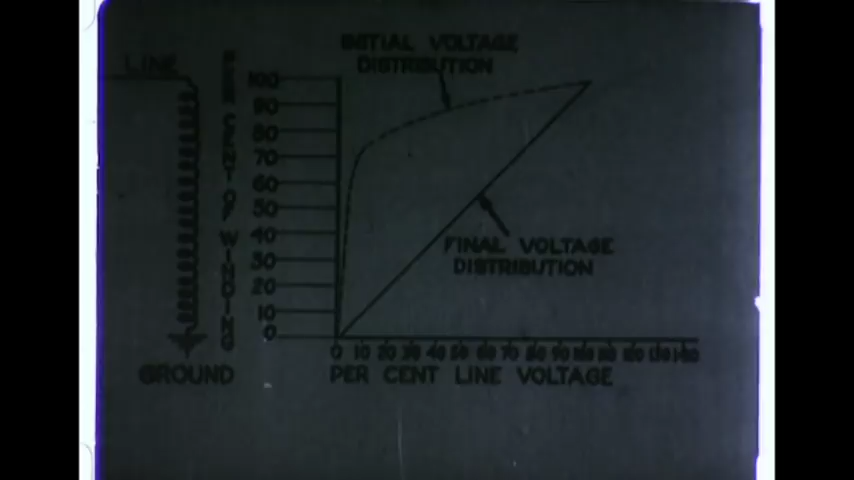 INITIAL VOLTAGE
DISTRIBUTION
LINE
PER CENT OF WINDING
100
90
80
70
60
50
40
30
20
10
0
FINAL VOLTAGE
DISTRIBUTION
0 10 20 30 40 50 60 70 80 90
GROUND
PER CENT LINE VOLTAGE